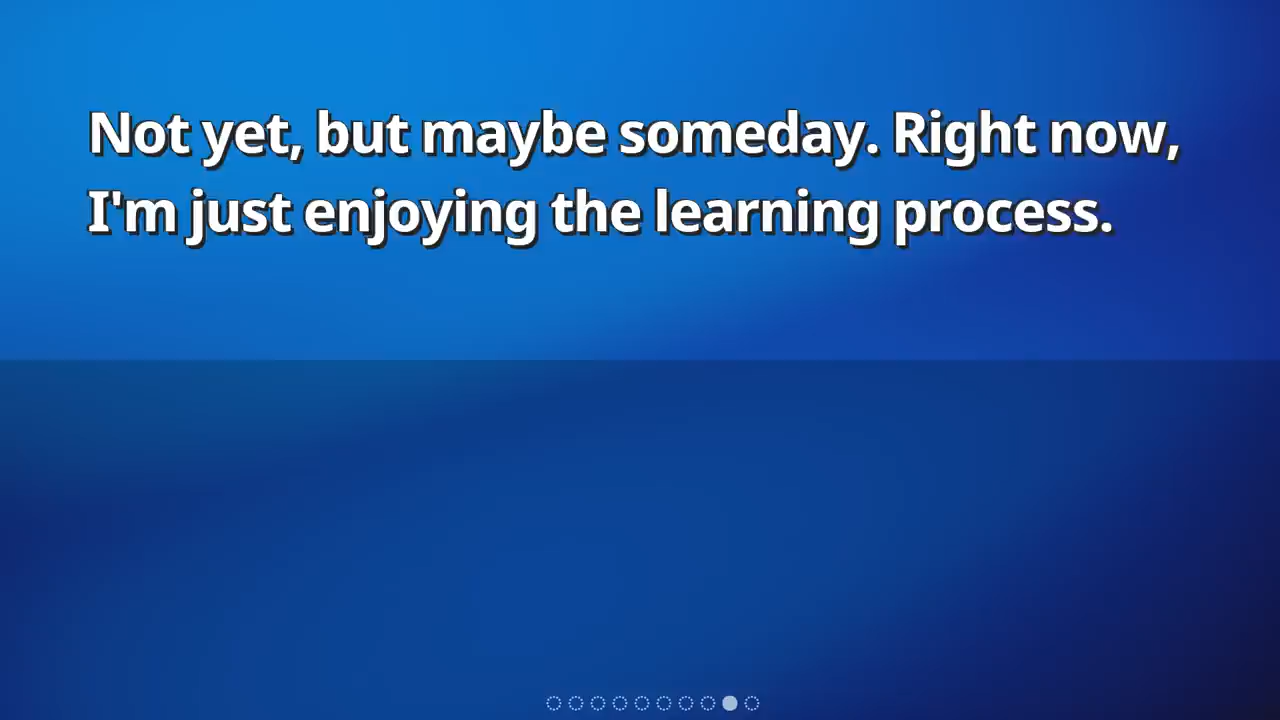 Not yet, but maybe someday. Right now,
I'm just enjoying the learning process.